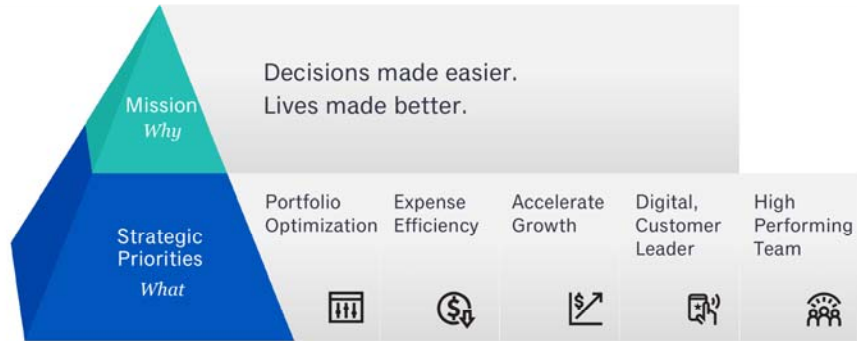 Mission
Why
Decisions made easier.
Lives made better.
Strategic
Priorities
What
Portfolio
Optimization
Expense
Efficiency
Accelerate
Growth
Digital,
Customer
Leader
High
Performing
Team